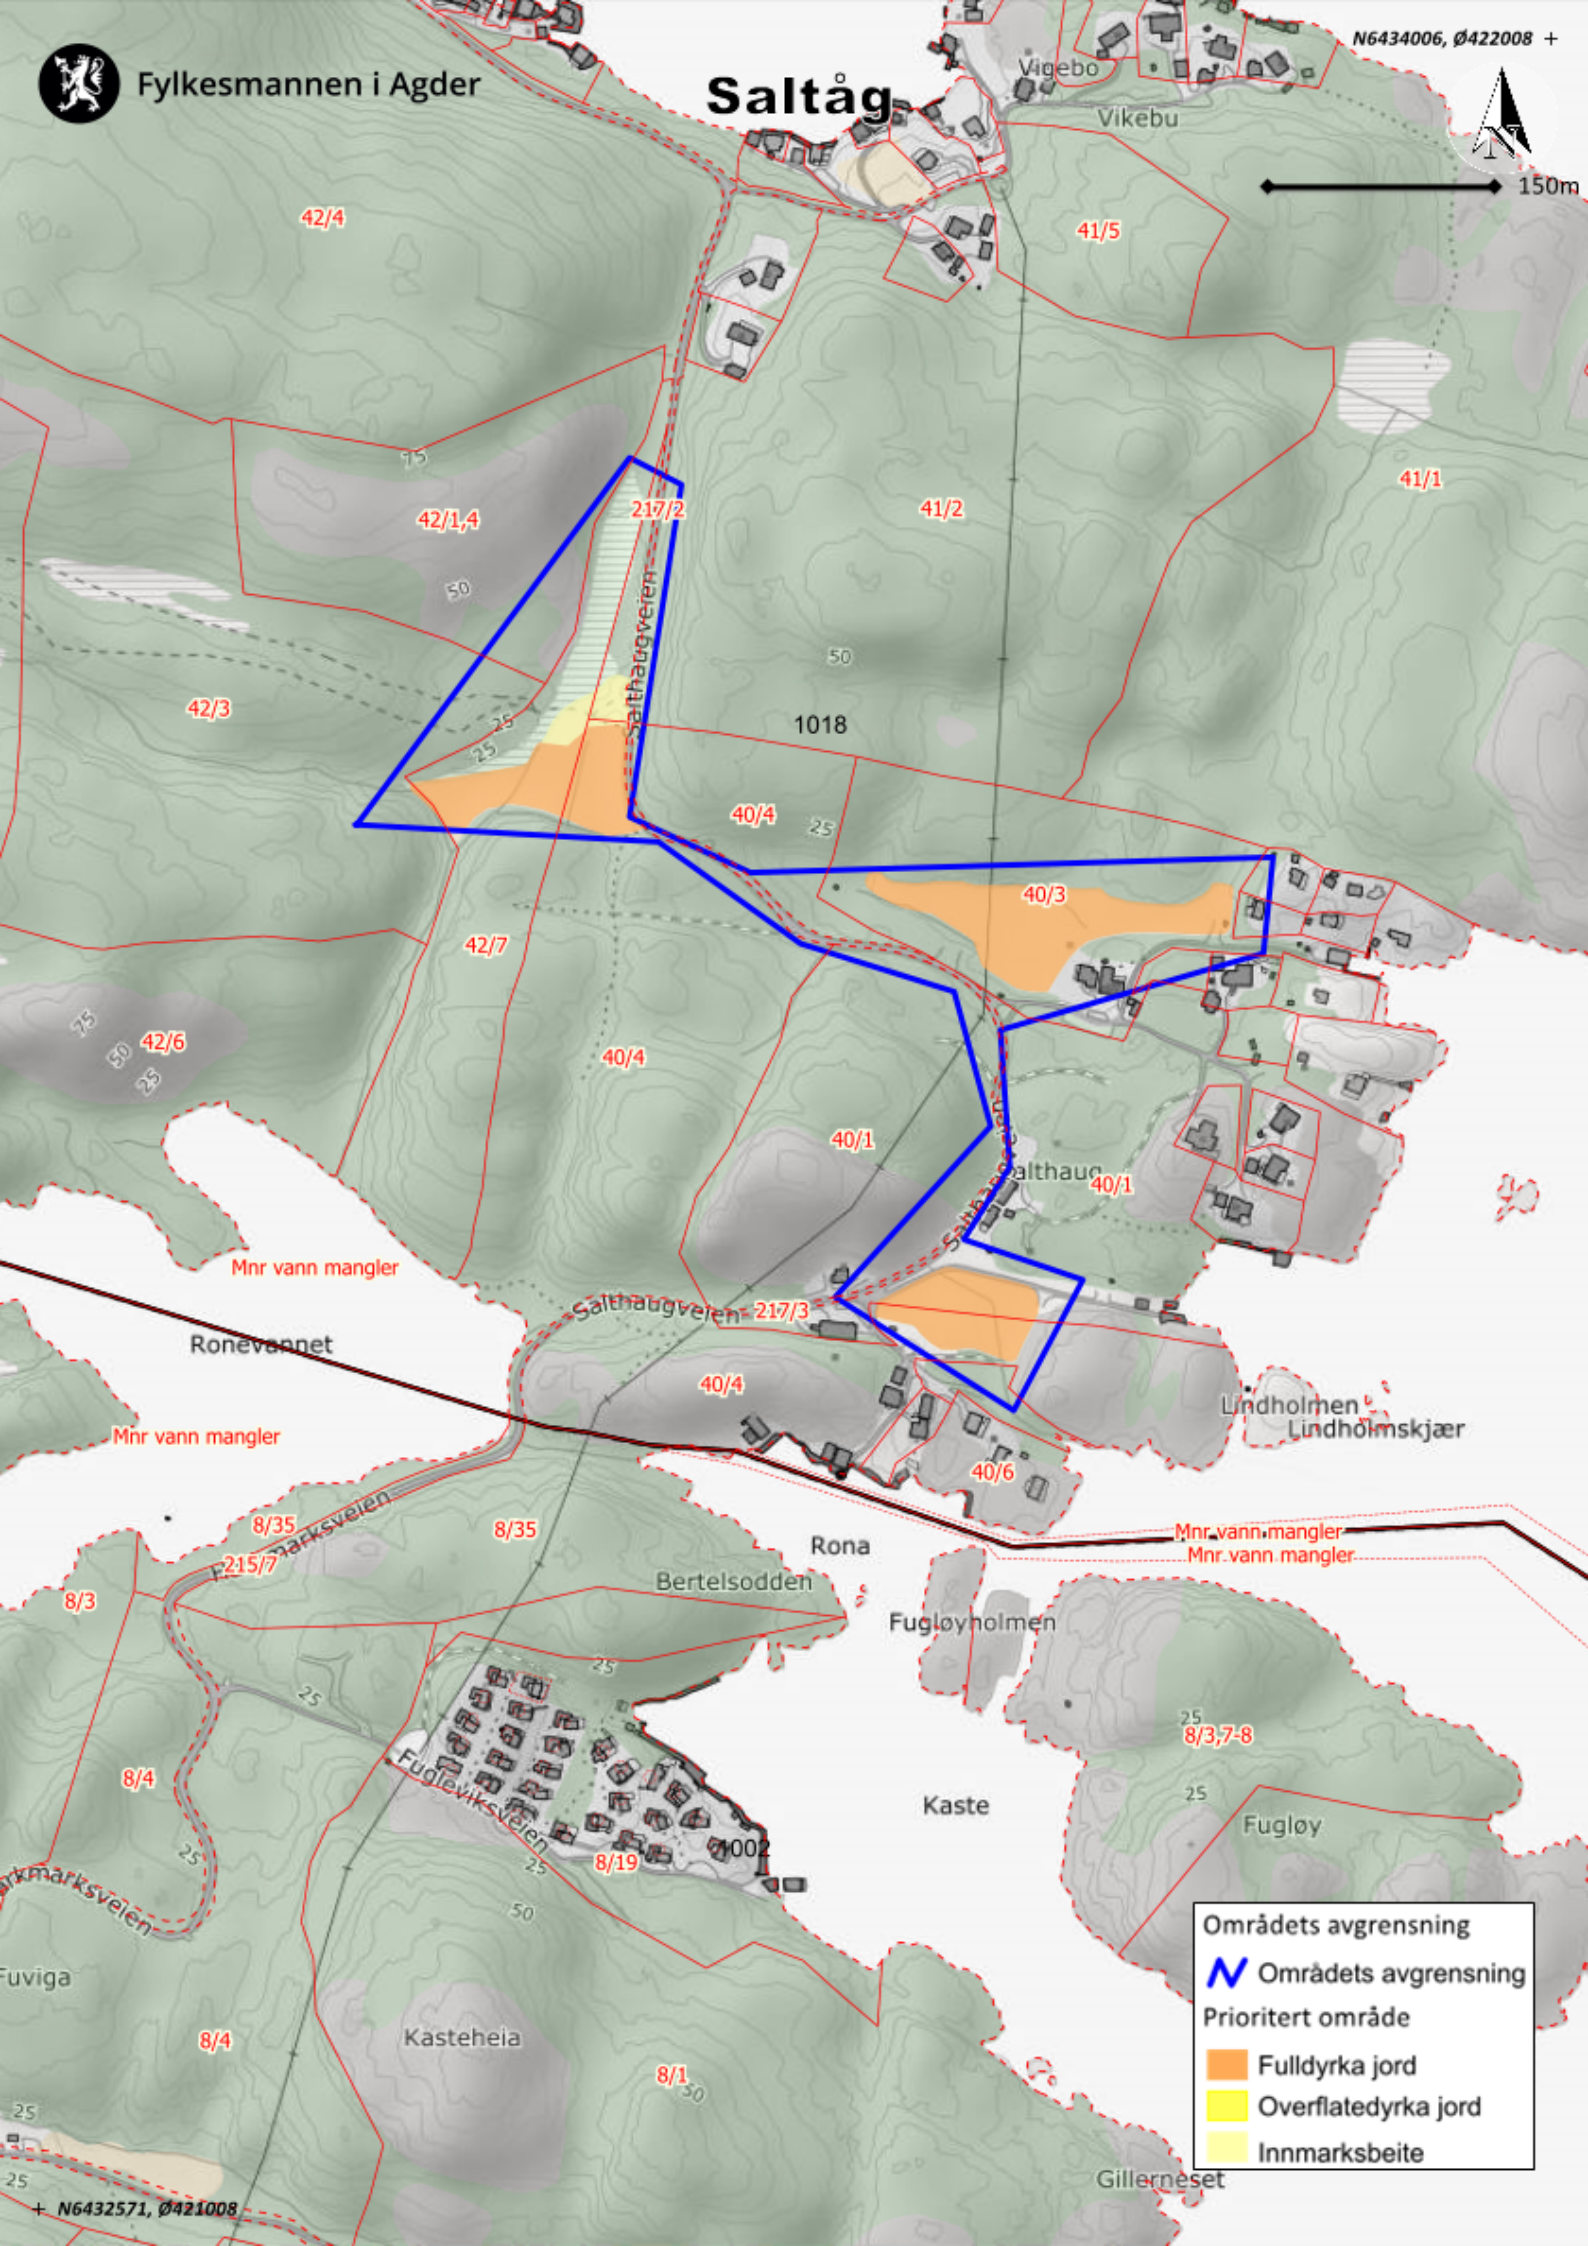 N6434006, Ø422008
Fylkesmannen i Agder
Saltåg
Vigebo
Vikebu
150m
42/4
41/5
75
41/1
42/1,4
217/2
41/2
50
Salthaugveien
50
42/3
25
25
1018
40/4
25
40/3
42/7
75
50
42/6
25
40/4
40/1
Salthaug
40/1
Mnr vann mangler
Salthaugveien
217/3
Ronevannet
40/4
Lindholmen
Lindholmskjær
Mnr vann mangler
40/6
8/35
8/35
Mnr vann mangler
Rona
Mnr vann mangler
215/7
Bertelsodden
8/3
Fugløyholmen
25
25
25
8/3,7-8
8/4
Fugleviksveien
25
Kaste
Fugløy
25
1002
8/19
25
50
Områdets avgrensning
Områdets avgrensning
Fuviga
Prioritert område
8/4
Kasteheia
Fulldyrka jord
8/1
50
Overflatedyrka jord
25
Innmarksbeite
25
Gillerneset
N6432571, Ø421008